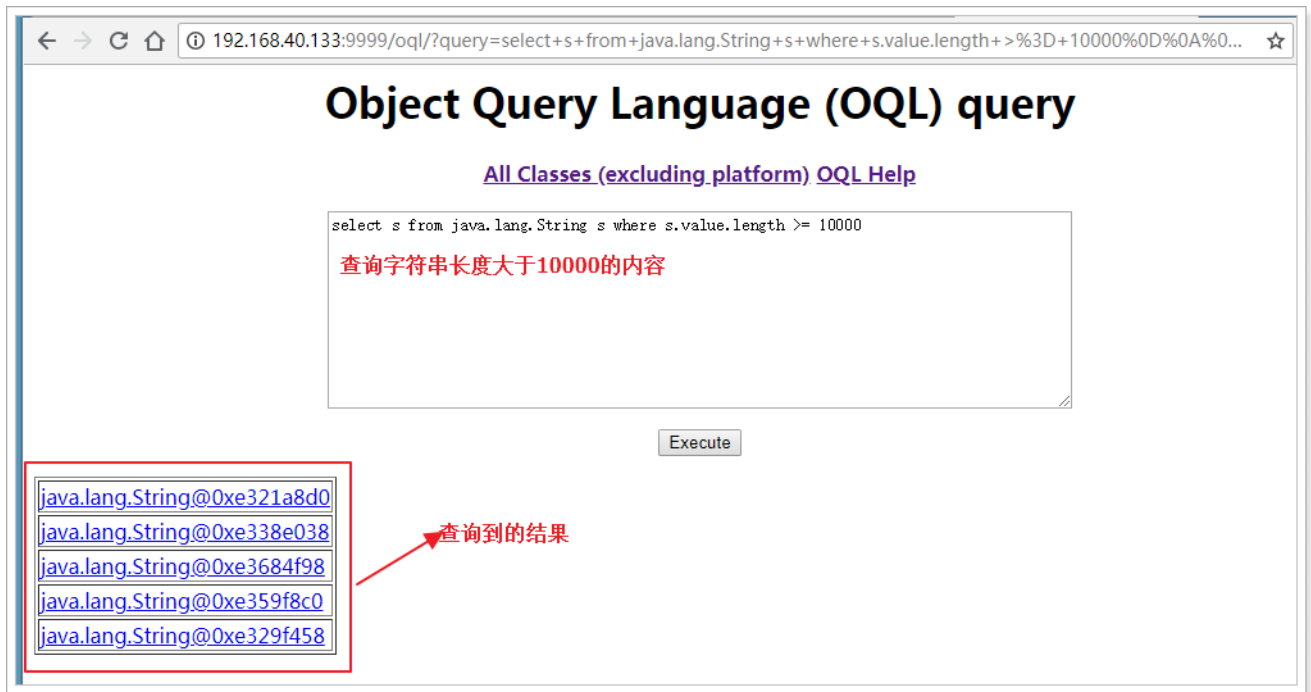 192.168.40.133:9999/oql/?query=select+s+from+java.lang.String+s+where+s.value.length+>%3D+10000%0D%0A%0...
Object Query Language (OQL) query
All Classes (excluding platform) OQL Help
select s from java.lang.String s where s.value.length >= 10000
查询字符串长度大于10000的内容
Execute
java.lang.String@0xe321a8d0
java.lang.String@0xe338e038
查询到的结果
java.lang.String@0xe3684f98
java.lang.String@0xe359f8c0
java.lang.String@0xe329f458